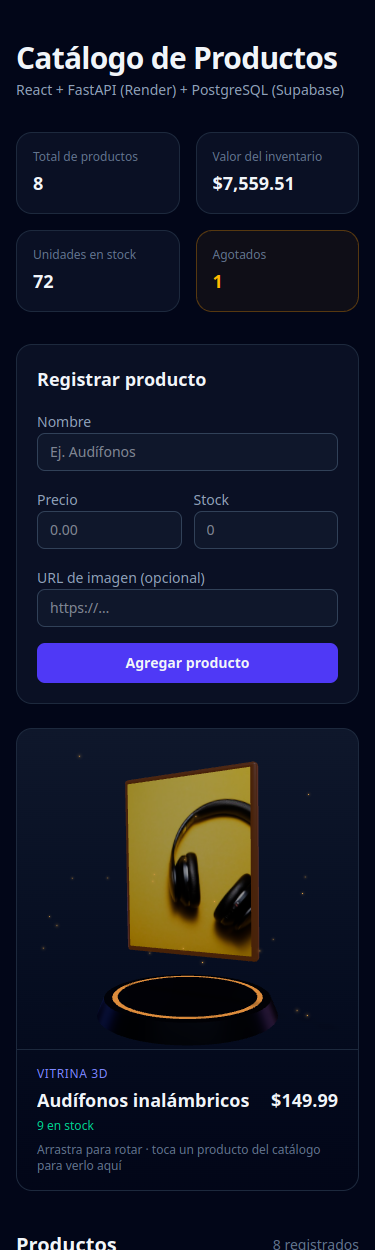 Catálogo de Productos
React + FastAPI (Render) + PostgreSQL (Supabase)
Total de productos
8
Valor del inventario
$7,559.51
Unidades en stock
72
Agotados
1
Registrar producto
Nombre
Ej. Audífonos
Precio
Stock
0.00
0
URL de imagen (opcional)
https://...
Agregar producto
VITRINA 3D
Audífonos inalámbricos $149.99
9 en stock
Arrastra para rotar · toca un producto del catálogo
para verlo aquí
Productos 8 registrados